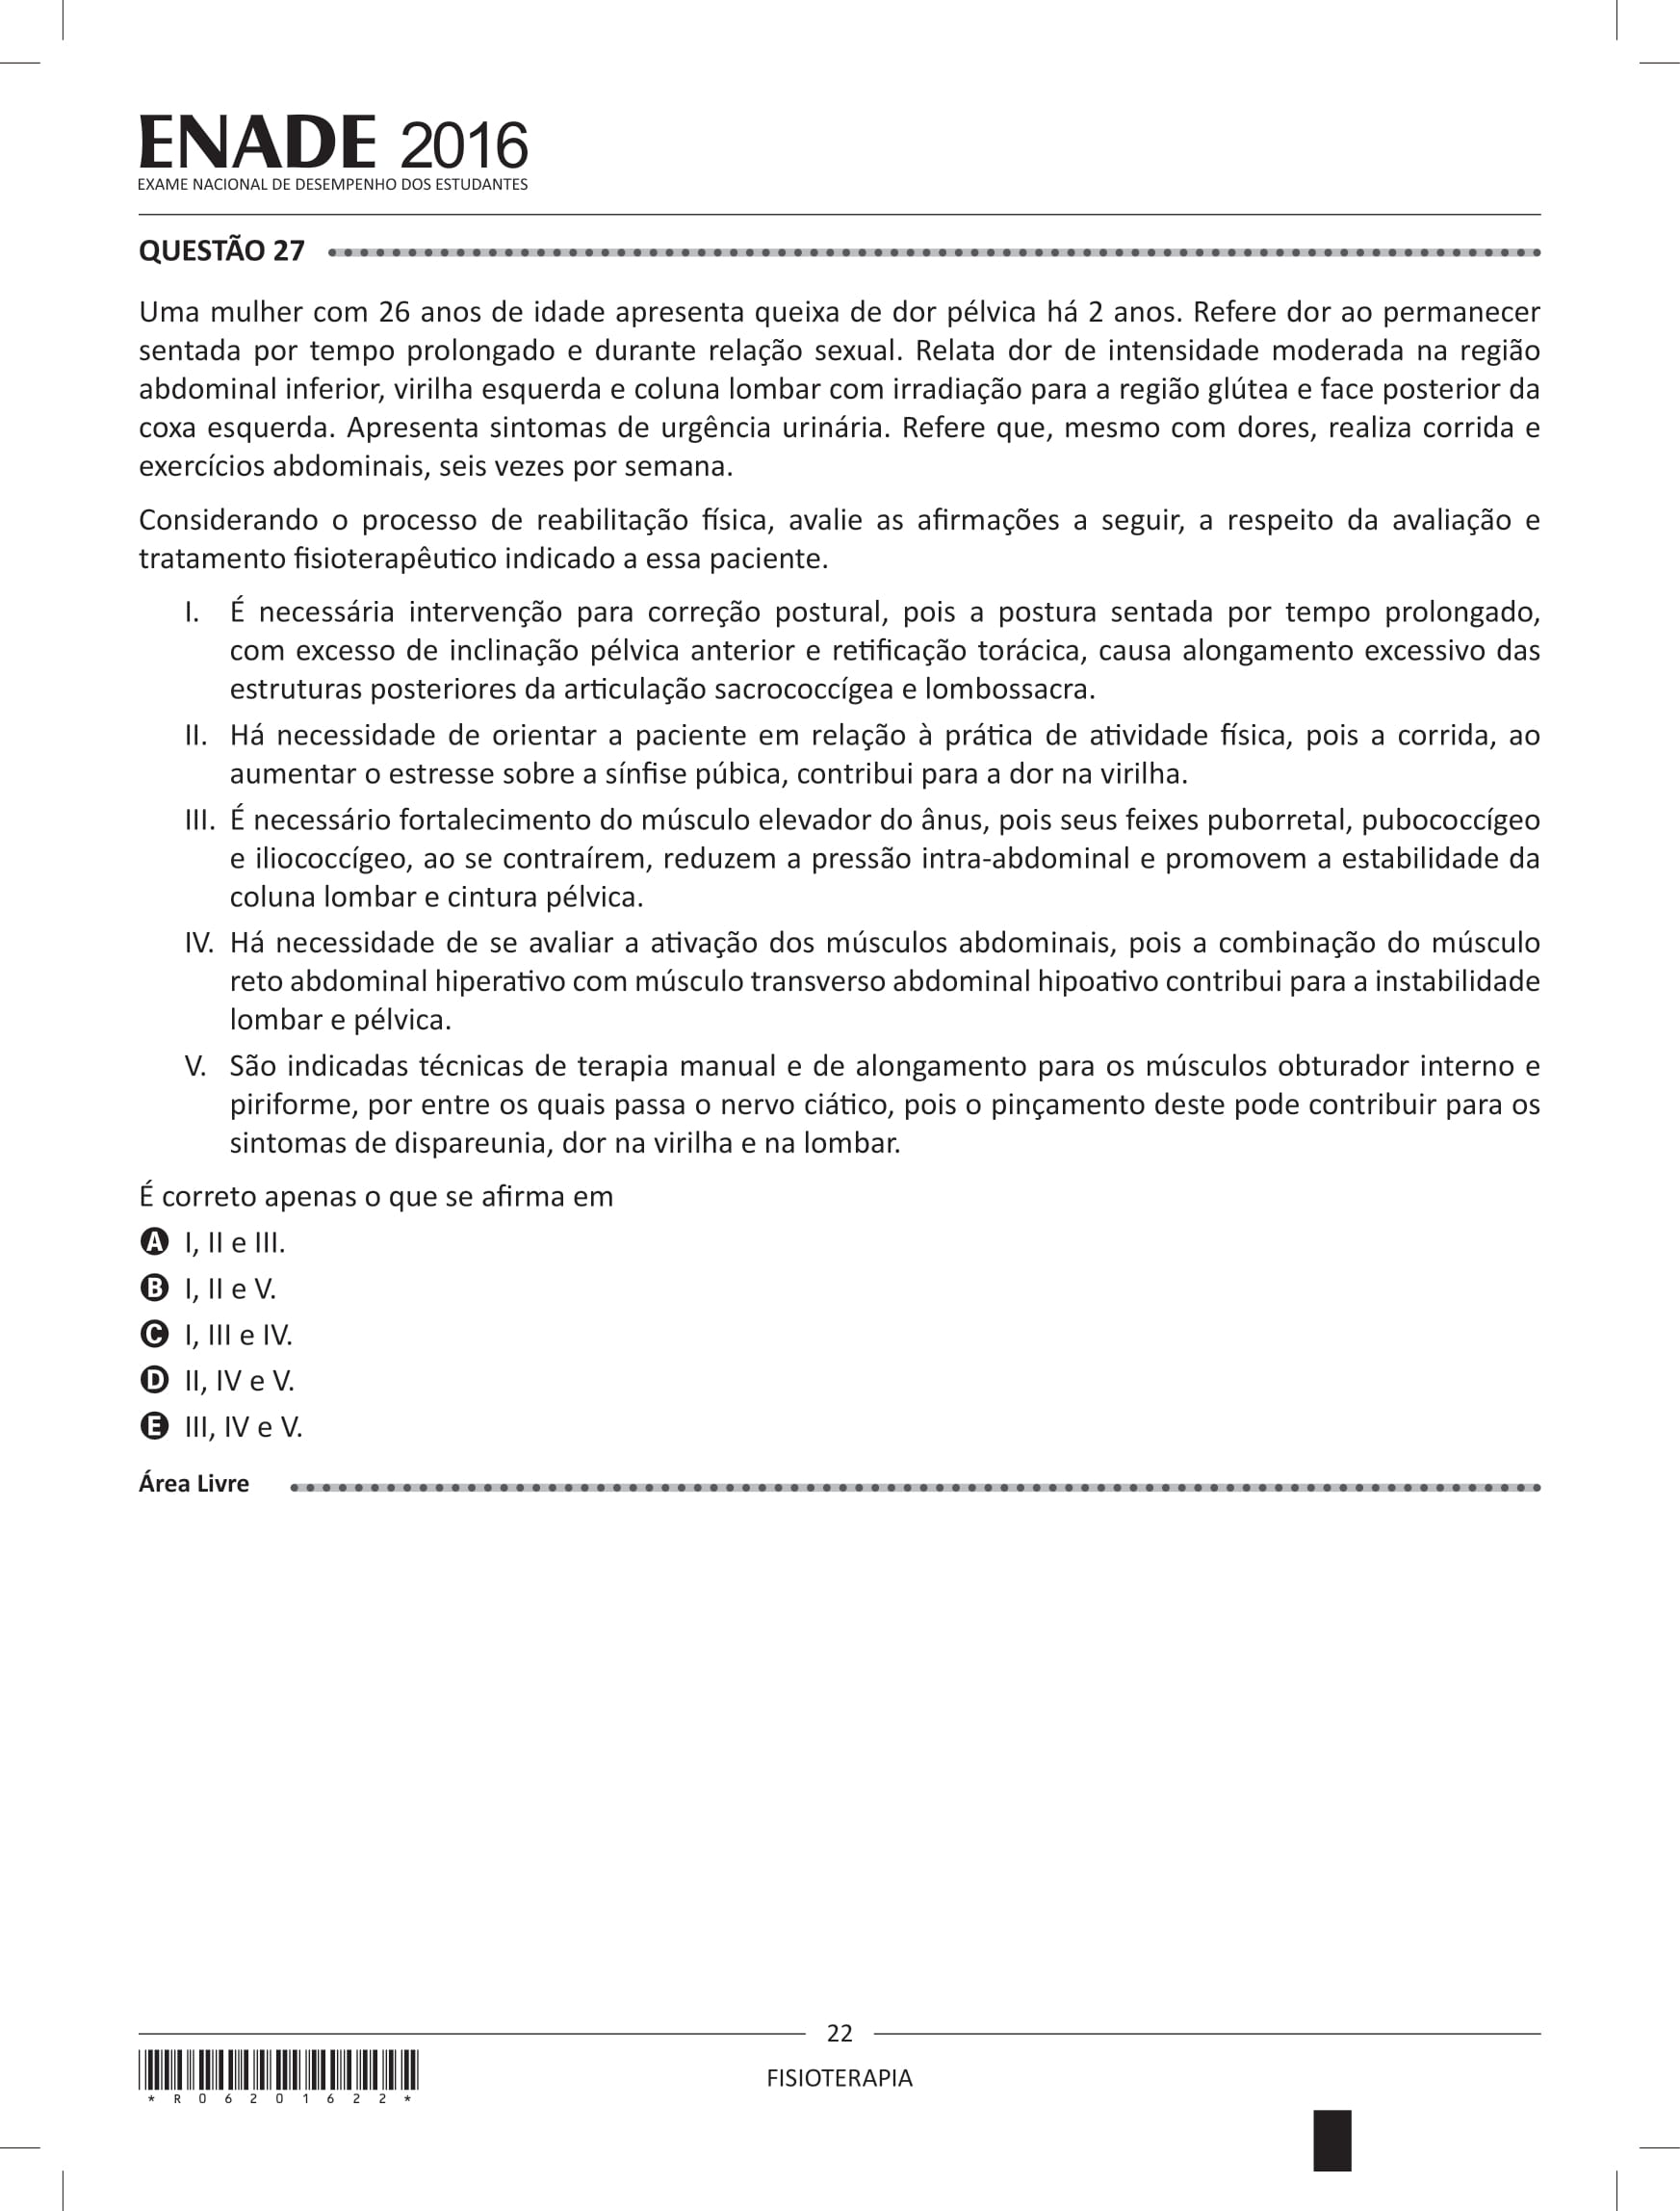 ENADE 2016
EXAME NACIONAL DE DESEMPENHO DOS ESTUDANTES
QUESTÃO 27
Uma mulher com 26 anos de idade apresenta queixa de dor pélvica há 2 anos. Refere dor ao permanecer
sentada por tempo prolongado e durante relação sexual. Relata dor de intensidade moderada na região
abdominal inferior, virilha esquerda e coluna lombar com irradiação para a região glútea e face posterior da
coxa esquerda. Apresenta sintomas de urgência urinária. Refere que, mesmo com dores, realiza corrida e
exercícios abdominais, seis vezes por semana.
Considerando o processo de reabilitação física, avalie as afirmações a seguir, a respeito da avaliação e
tratamento fisioterapêutico indicado a essa paciente.
I. É necessária intervenção para correção postural, pois a postura sentada por tempo prolongado,
com excesso de inclinação pélvica anterior e retificação torácica, causa alongamento excessivo das
estruturas posteriores da articulação sacrococcígea e lombossacra.
II. Há necessidade de orientar a paciente em relação à prática de atividade física, pois a corrida, ao
aumentar o estresse sobre a sínfise púbica, contribui para a dor na virilha.
III. É necessário fortalecimento do músculo elevador do ânus, pois seus feixes puborretal, pubococcígeo
e iliococcígeo, ao se contraírem, reduzem a pressão intra-abdominal e promovem a estabilidade da
coluna lombar e cintura pélvica.
IV. Há necessidade de se avaliar a ativação dos músculos abdominais, pois a combinação do músculo
reto abdominal hiperativo com músculo transverso abdominal hipoativo contribui para a instabilidade
lombar e pélvica.
V. São indicadas técnicas de terapia manual e de alongamento para os músculos obturador interno e
piriforme, por entre os quais passa o nervo ciático, pois o pinçamento deste pode contribuir para os
sintomas de dispareunia, dor na virilha e na lombar.
É correto apenas o que se afirma em
A I, II e III.
B I, II e V.
C I, III e IV.
D II, IV e V.
E III, IV e V.
Área Livre
22
FISIOTERAPIA
* R 0 6 2 0 1 6 2 2 *